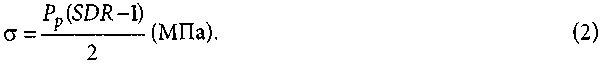 σ = P_p (SDR – 1) / 2 (МПа). (2)